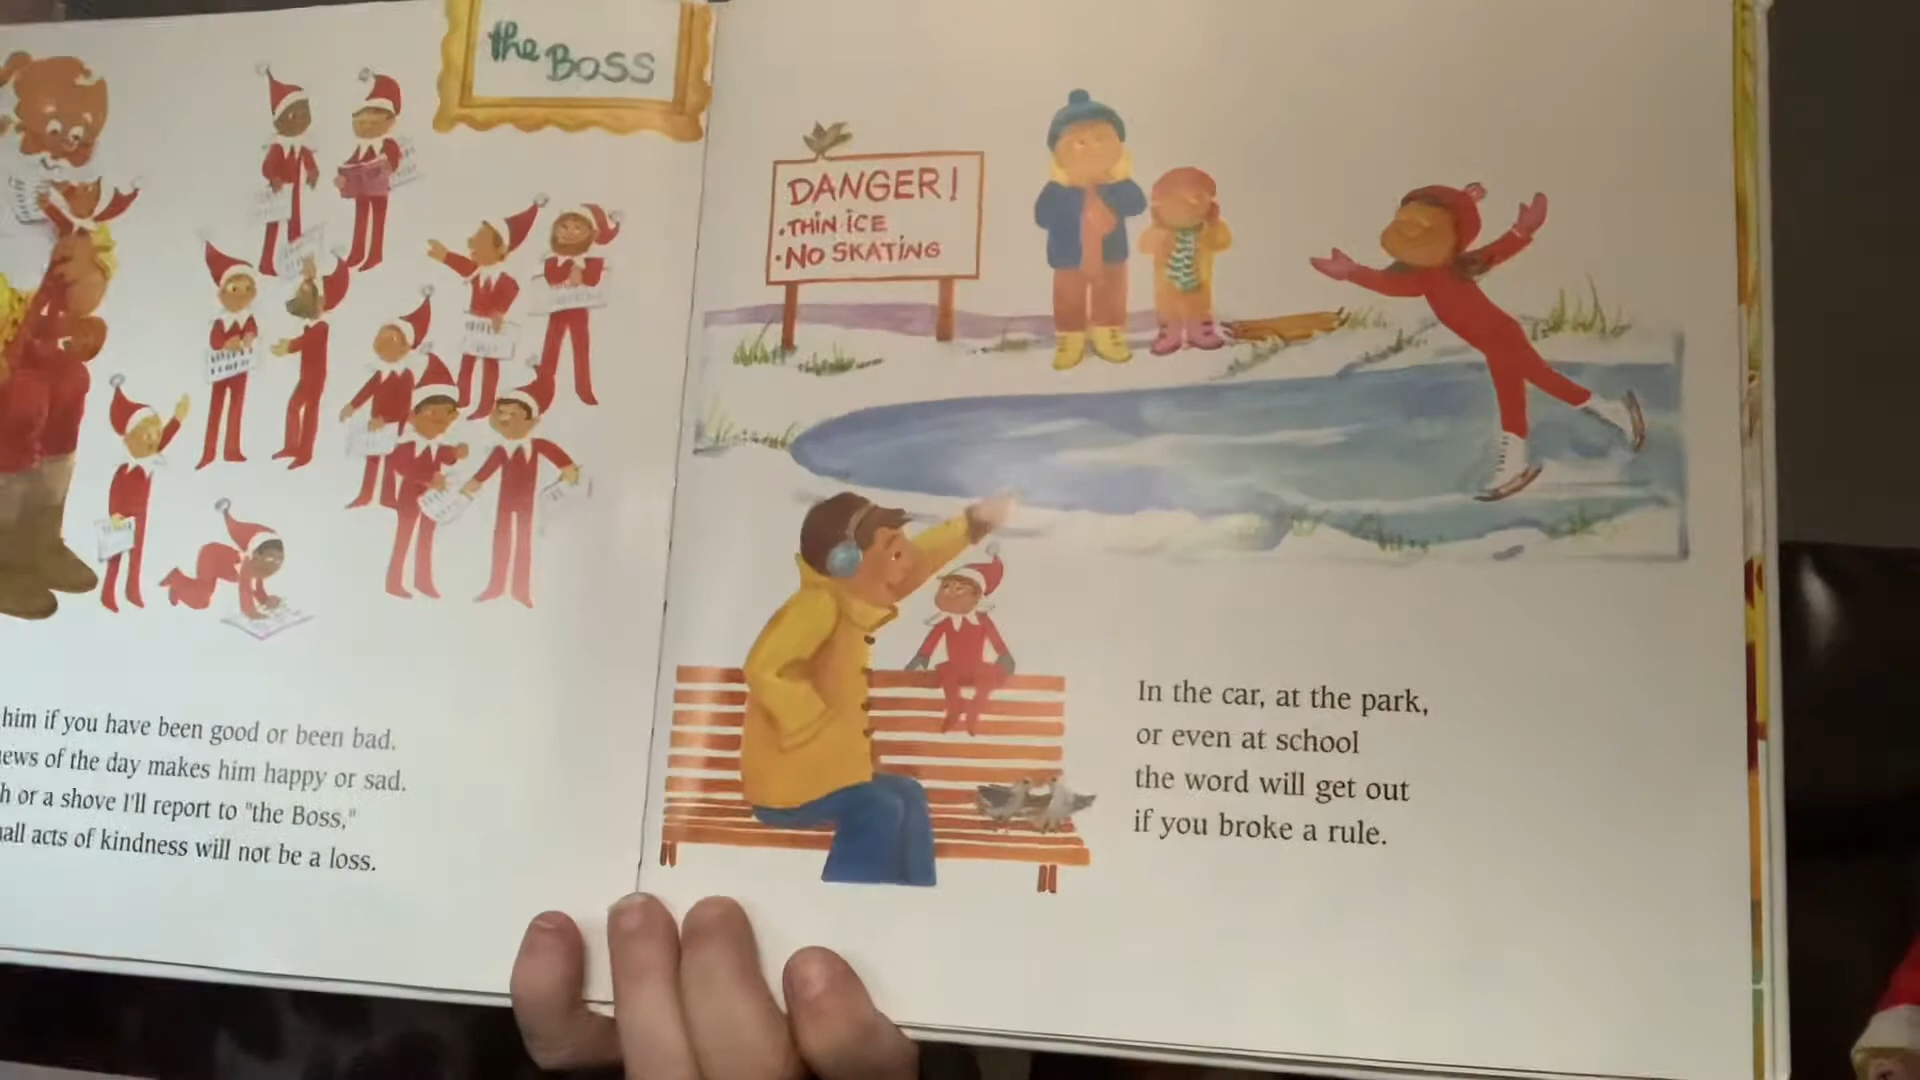 the BOSS
him if you have been good or been bad.
ews of the day makes him happy or sad.
h or a shove I'll report to "the Boss,"
all acts of kindness will not be a loss.
DANGER!
•THIN ICE
•NO SKATING
In the car, at the park,
or even at school
the word will get out
if you broke a rule.